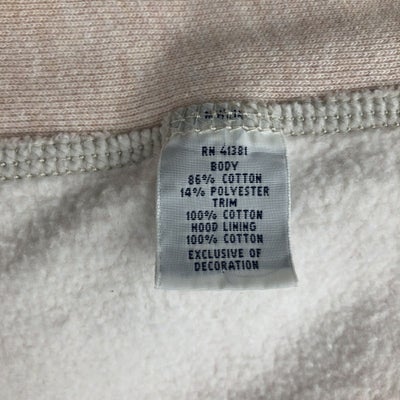 RN 41381
BODY
86% COTTON
14% POLYESTER
TRIM
100% COTTON
HOOD LINING
100% COTTON
EXCLUSIVE OF
DECORATION